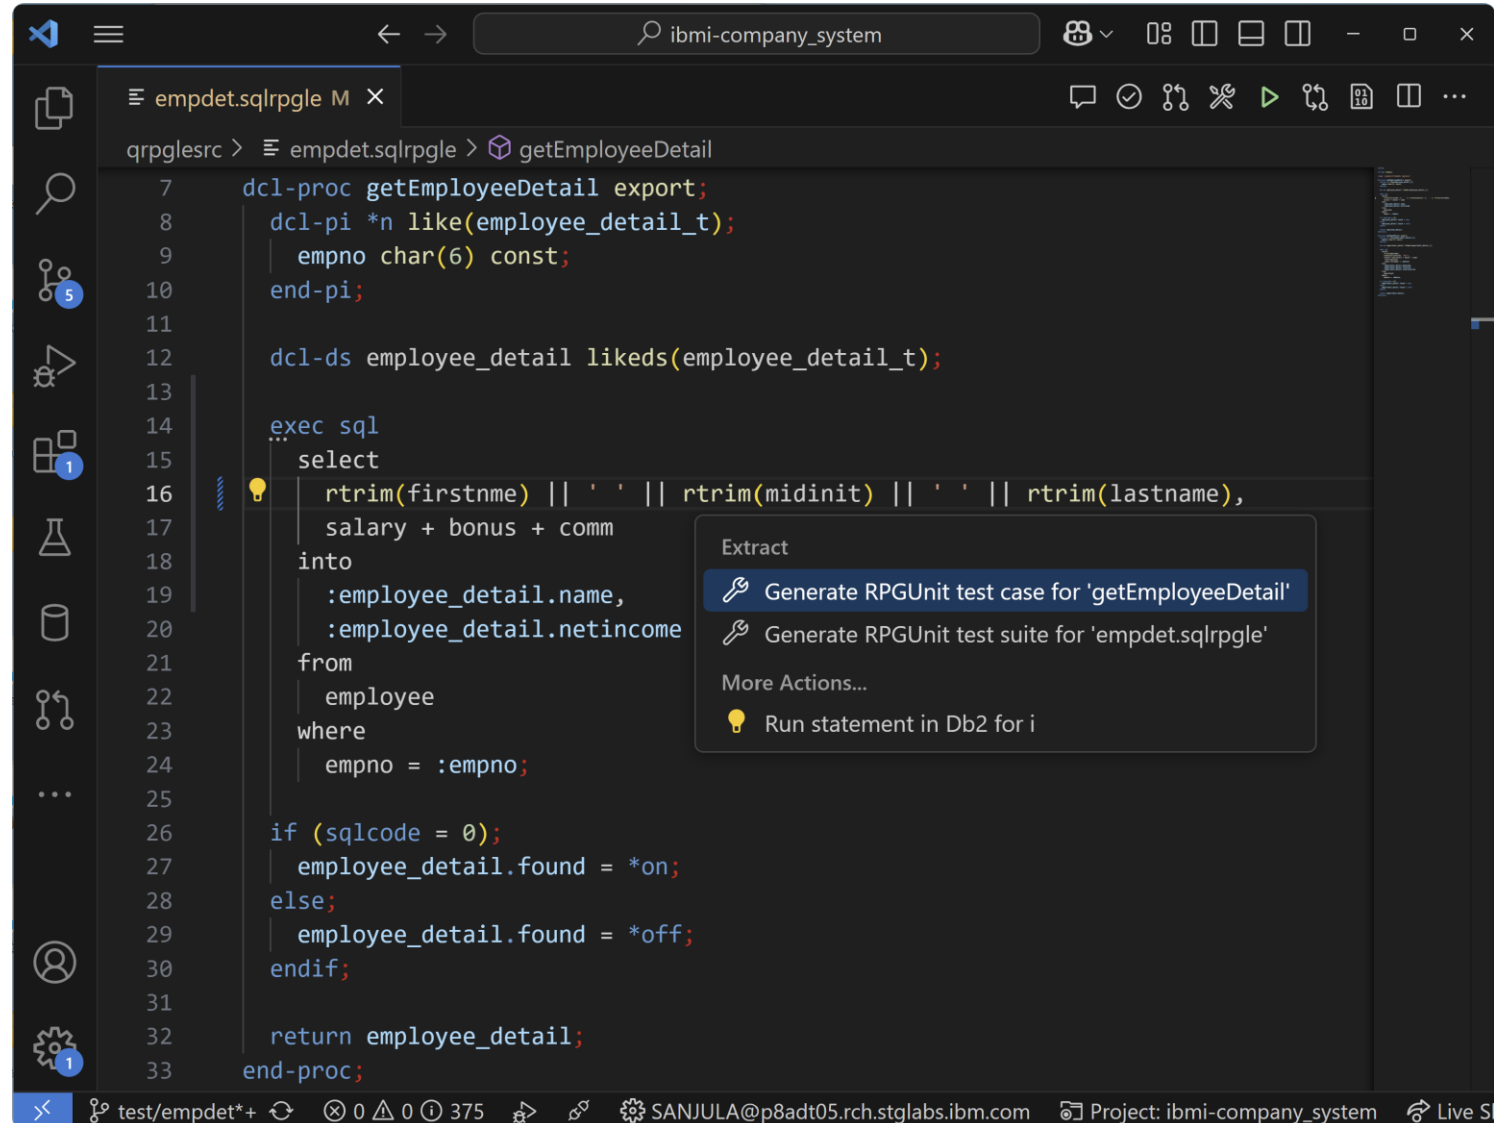 ibmi-company_system
empdet.sqlrpgle M
qrpglesrc > empdet.sqlrpgle > getEmployeeDetail
7 dcl-proc getEmployeeDetail export;
8 dcl-pi *n like(employee_detail_t);
9 empno char(6) const;
10 end-pi;
11
12 dcl-ds employee_detail likeds(employee_detail_t);
13
14 exec sql
15 select
16 rtrim(firstnme) || ' ' || rtrim(midinit) || ' ' || rtrim(lastname),
17 salary + bonus + comm
18 into
19 :employee_detail.name,
20 :employee_detail.netincome
21 from
22 employee
23 where
24 empno = :empno;
25
26 if (sqlcode = 0);
27 employee_detail.found = *on;
28 else;
29 employee_detail.found = *off;
30 endif;
31
32 return employee_detail;
33 end-proc;
Extract
Generate RPGUnit test case for 'getEmployeeDetail'
Generate RPGUnit test suite for 'empdet.sqlrpgle'
More Actions...
Run statement in Db2 for i
5
1
1
test/empdet*+ 0 0 375 SANJULA@p8adt05.rch.stglabs.ibm.com Project: ibmi-company_system Live